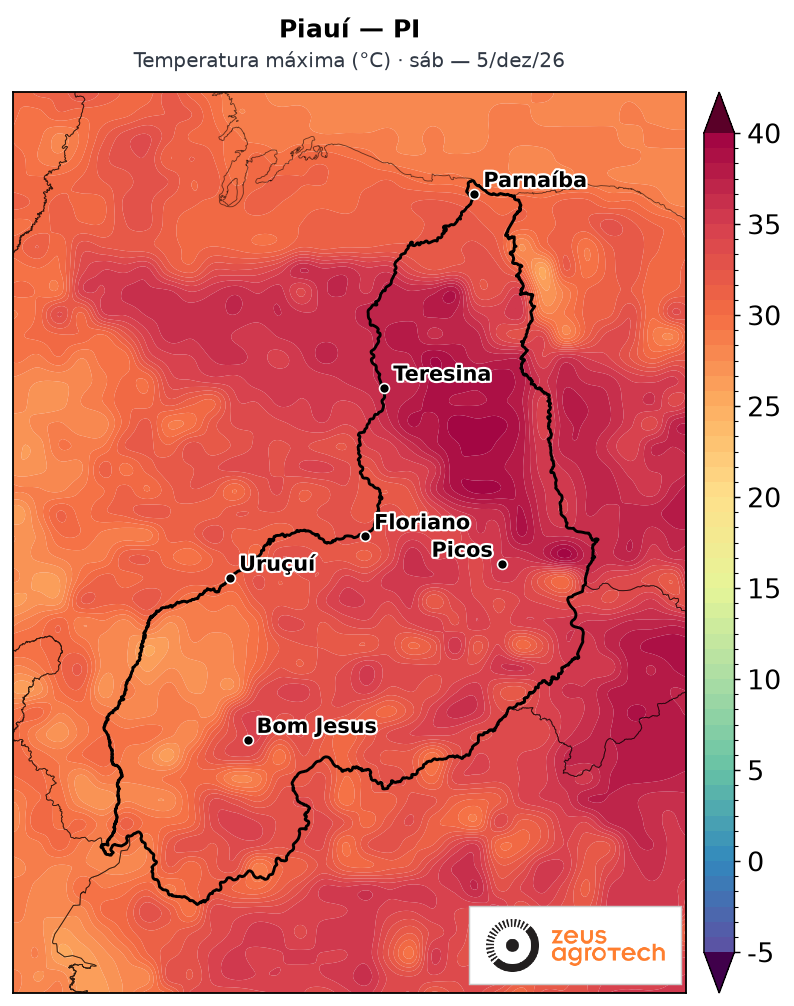 Piauí — PI
Temperatura máxima (°C) · sáb — 5/dez/26
Parnaíba
Teresina
Floriano
Picos
Uruçuí
Bom Jesus
40
35
30
25
20
15
10
5
0
-5
zeus
agrotech